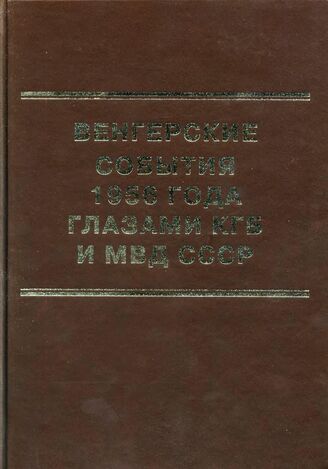 ВЕНГЕРСКИЕ
СОБЫТИЯ
1956 ГОДА
ГЛАЗАМИ КГБ
И МВД СССР